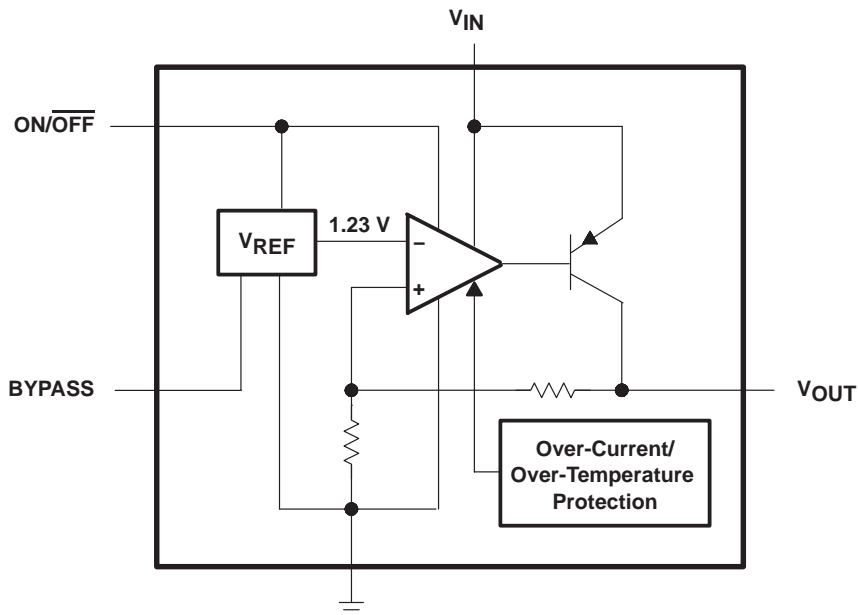 VIN
ON/OFF
1.23 V
VREF
−
+
BYPASS
VOUT
Over-Current/
Over-Temperature
Protection